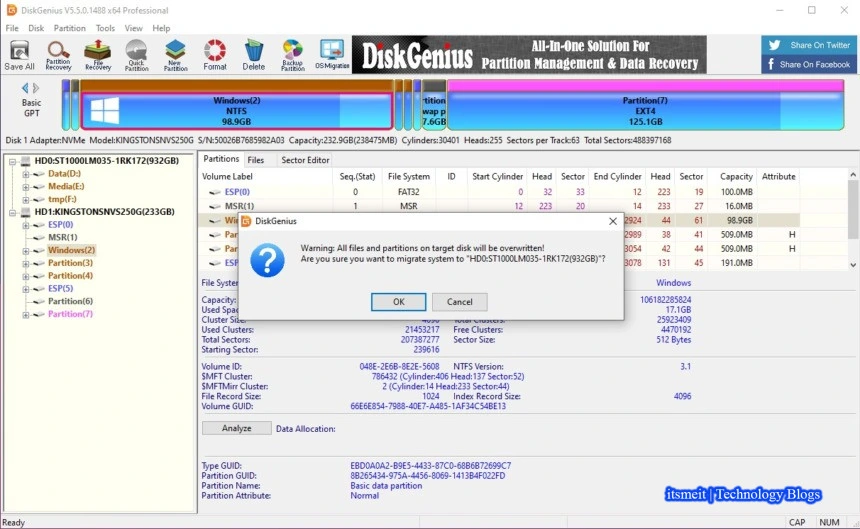 DiskGenius V5.5.0.1488 x64 Professional
File Disk Partition Tools View Help
Save All Partition Recovery File Recovery Quick Partition New Partition Format Delete Backup Partition OS Migration
DiskGenius All-In-One Solution For
Partition Management & Data Recovery
Share On Twitter
Share On Facebook
Basic
GPT
Windows(2)
NTFS
98.9GB
7.6GB
Partition(7)
EXT4
125.1GB
Disk 1 Adapter:NVMe Model:KINGSTONSNVS250G S/N:50026B7685982A03 Capacity:232.9GB(238475MB) Cylinders:30401 Heads:255 Sectors per Track:63 Total Sectors:488397168
HD0:ST1000LM035-1RK172(932GB)
Data(D:)
Media(E:)
tmp(F:)
HD1:KINGSTONSNVS250G(233GB)
ESP(0)
MSR(1)
Windows(2)
Partition(3)
Partition(4)
ESP(5)
Partition(6)
Partition(7)
Partitions Files Sector Editor
Volume Label Seq.(Stat) File System ID Start Cylinder Head Sector End Cylinder Head Sector Capacity Attribute
ESP(0) 0 FAT32 0 32 33 12 223 19 100.0MB
MSR(1) 1 MSR 12 223 20 14 233 27 16.0MB
2924 44 61 98.9GB
2989 38 41 509.0MB H
3054 42 44 509.0MB H
3078 131 45 191.0MB
DiskGenius
Warning: All files and partitions on target disk will be overwritten!
Are you sure you want to migrate system to "HD0:ST1000LM035-1RK172(932GB)"?
OK Cancel
Windows
Capacity: 106182285824
17.1GB
Cluster Size: 4096 Total Clusters: 25923409
Used Clusters: 21453217 Free Clusters: 4470192
Total Sectors: 207387277 Sector Size: 512 Bytes
Starting Sector: 239616
Volume ID: 048E-2E6B-8E2E-5608 NTFS Version: 3.1
$MFT Cluster: 786432 (Cylinder:406 Head:137 Sector:52)
$MFTMirr Cluster: 2 (Cylinder:14 Head:233 Sector:44)
File Record Size: 1024 Index Record Size: 4096
Volume GUID: 66E6E854-7988-40E7-A485-1AF34C54BE13
Analyze Data Allocation:
Type GUID: EBD0A0A2-B9E5-4433-87C0-68B6B72699C7
Partition GUID: 8B265434-975A-4456-8069-1413B4F022FD
Partition Name: Basic data partition
Partition Attribute: Normal
itsmeit | Technology Blogs
Ready CAP NUM